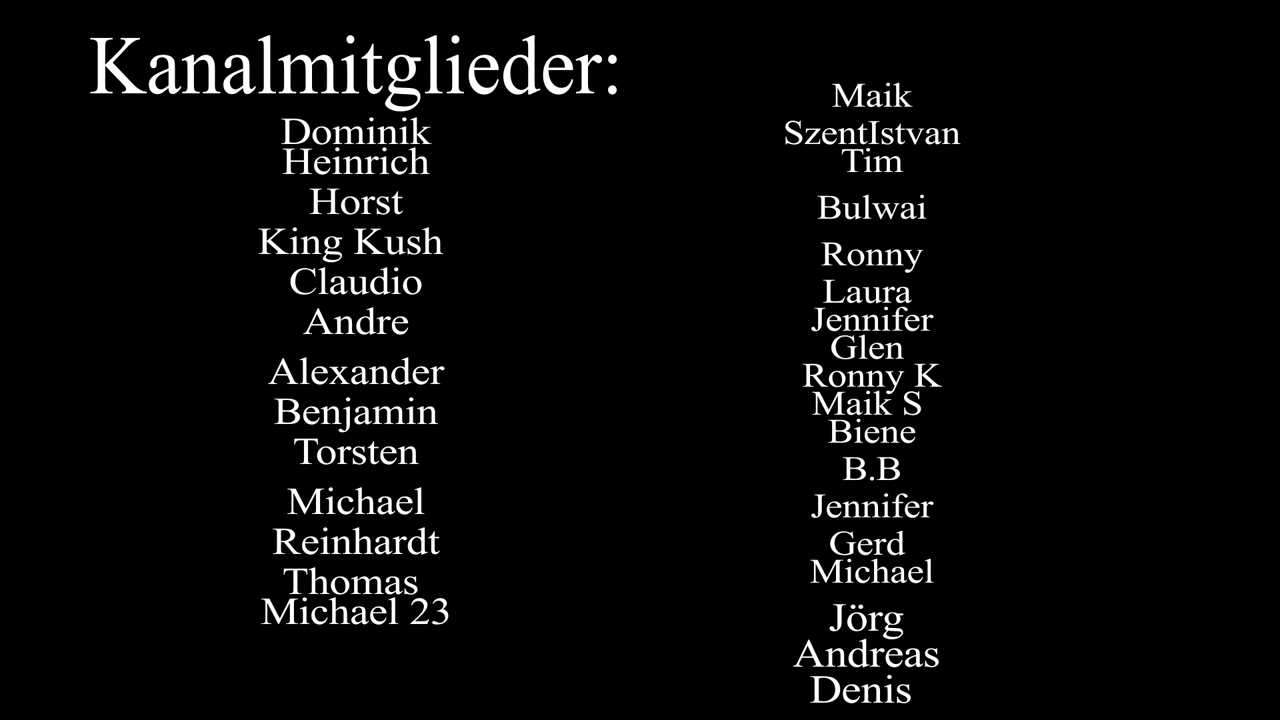 Kanalmitglieder:
Dominik
Heinrich
Horst
King Kush
Claudio
Andre
Alexander
Benjamin
Torsten
Michael
Reinhardt
Thomas
Michael 23
Maik
SzentIstvan
Tim
Bulwai
Ronny
Laura
Jennifer
Glen
Ronny K
Maik S
Biene
B.B
Jennifer
Gerd
Michael
Jörg
Andreas
Denis